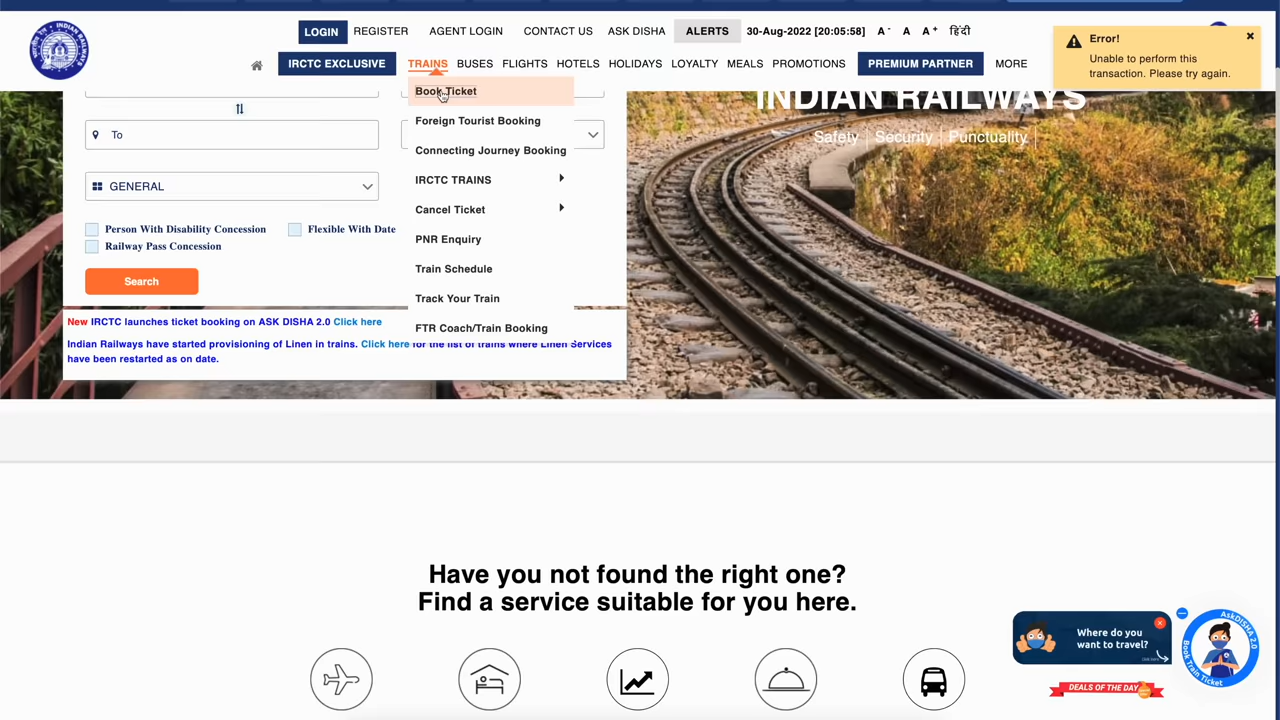 LOGIN REGISTER AGENT LOGIN CONTACT US ASK DISHA ALERTS 30-Aug-2022 [20:05:58] A- A A+ हिंदी
IRCTC EXCLUSIVE TRAINS BUSES FLIGHTS HOTELS HOLIDAYS LOYALTY MEALS PROMOTIONS PREMIUM PARTNER MORE
Error!
Unable to perform this
transaction. Please try again.
INDIAN RAILWAYS
Safety | Security | Punctuality |
Book Ticket
Foreign Tourist Booking
Connecting Journey Booking
IRCTC TRAINS
Cancel Ticket
PNR Enquiry
Train Schedule
Track Your Train
FTR Coach/Train Booking
To
GENERAL
Person With Disability Concession Flexible With Date
Railway Pass Concession
Search
New IRCTC launches ticket booking on ASK DISHA 2.0 Click here
Indian Railways have started provisioning of Linen in trains. Click here for the list of trains where Linen Services
have been restarted as on date.
Have you not found the right one?
Find a service suitable for you here.
Where do you
want to travel?
AskDISHA 2.0
Book Train Ticket
DEALS OF THE DAY